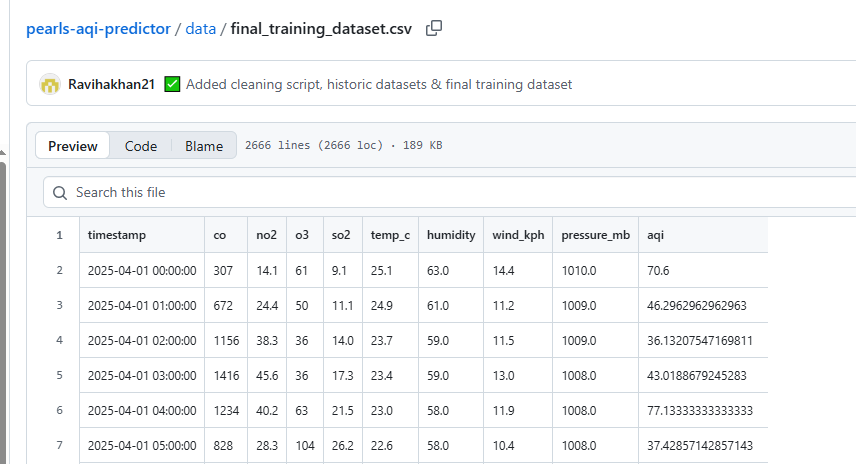 pearls-aqi-predictor / data / final_training_dataset.csv
Ravihakhan21 ✅ Added cleaning script, historic datasets & final training dataset
Preview Code Blame 2666 lines (2666 loc) · 189 KB
Search this file
1 timestamp co no2 o3 so2 temp_c humidity wind_kph pressure_mb aqi
2 2025-04-01 00:00:00 307 14.1 61 9.1 25.1 63.0 14.4 1010.0 70.6
3 2025-04-01 01:00:00 672 24.4 50 11.1 24.9 61.0 11.2 1009.0 46.2962962962963
4 2025-04-01 02:00:00 1156 38.3 36 14.0 23.7 59.0 11.5 1009.0 36.13207547169811
5 2025-04-01 03:00:00 1416 45.6 36 17.3 23.4 59.0 13.0 1008.0 43.0188679245283
6 2025-04-01 04:00:00 1234 40.2 63 21.5 23.0 58.0 11.9 1008.0 77.13333333333333
7 2025-04-01 05:00:00 828 28.3 104 26.2 22.6 58.0 10.4 1008.0 37.42857142857143